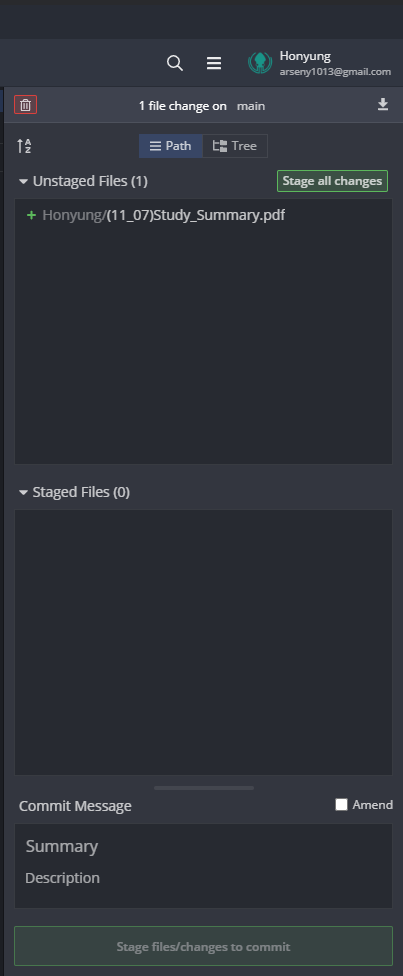 Honyung
arseny1013@gmail.com
1 file change on main
A
Z
Path
Tree
Unstaged Files (1)
Stage all changes
+ Honyung/(11_07)Study_Summary.pdf
Staged Files (0)
Commit Message
Amend
Summary
Description
Stage files/changes to commit